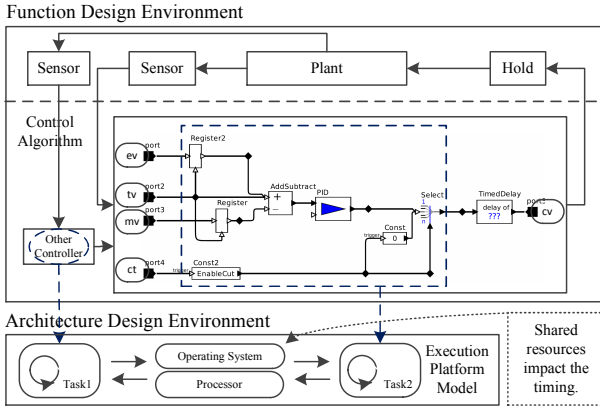 Function Design Environment
Sensor
Sensor
Plant
Hold
Control
Algorithm
port
Register2
ev
port2
tv
AddSubtract
PID
Select
TimedDelay
+
−
port3
Register
mv
delay of
???
port5
cv
Const
trigger
0
Other
Controller
port4
Const2
ct
trigger
EnableCut
Architecture Design Environment
Task1
Operating System
Processor
Task2
Execution
Platform
Model
Shared
resources
impact the
timing.